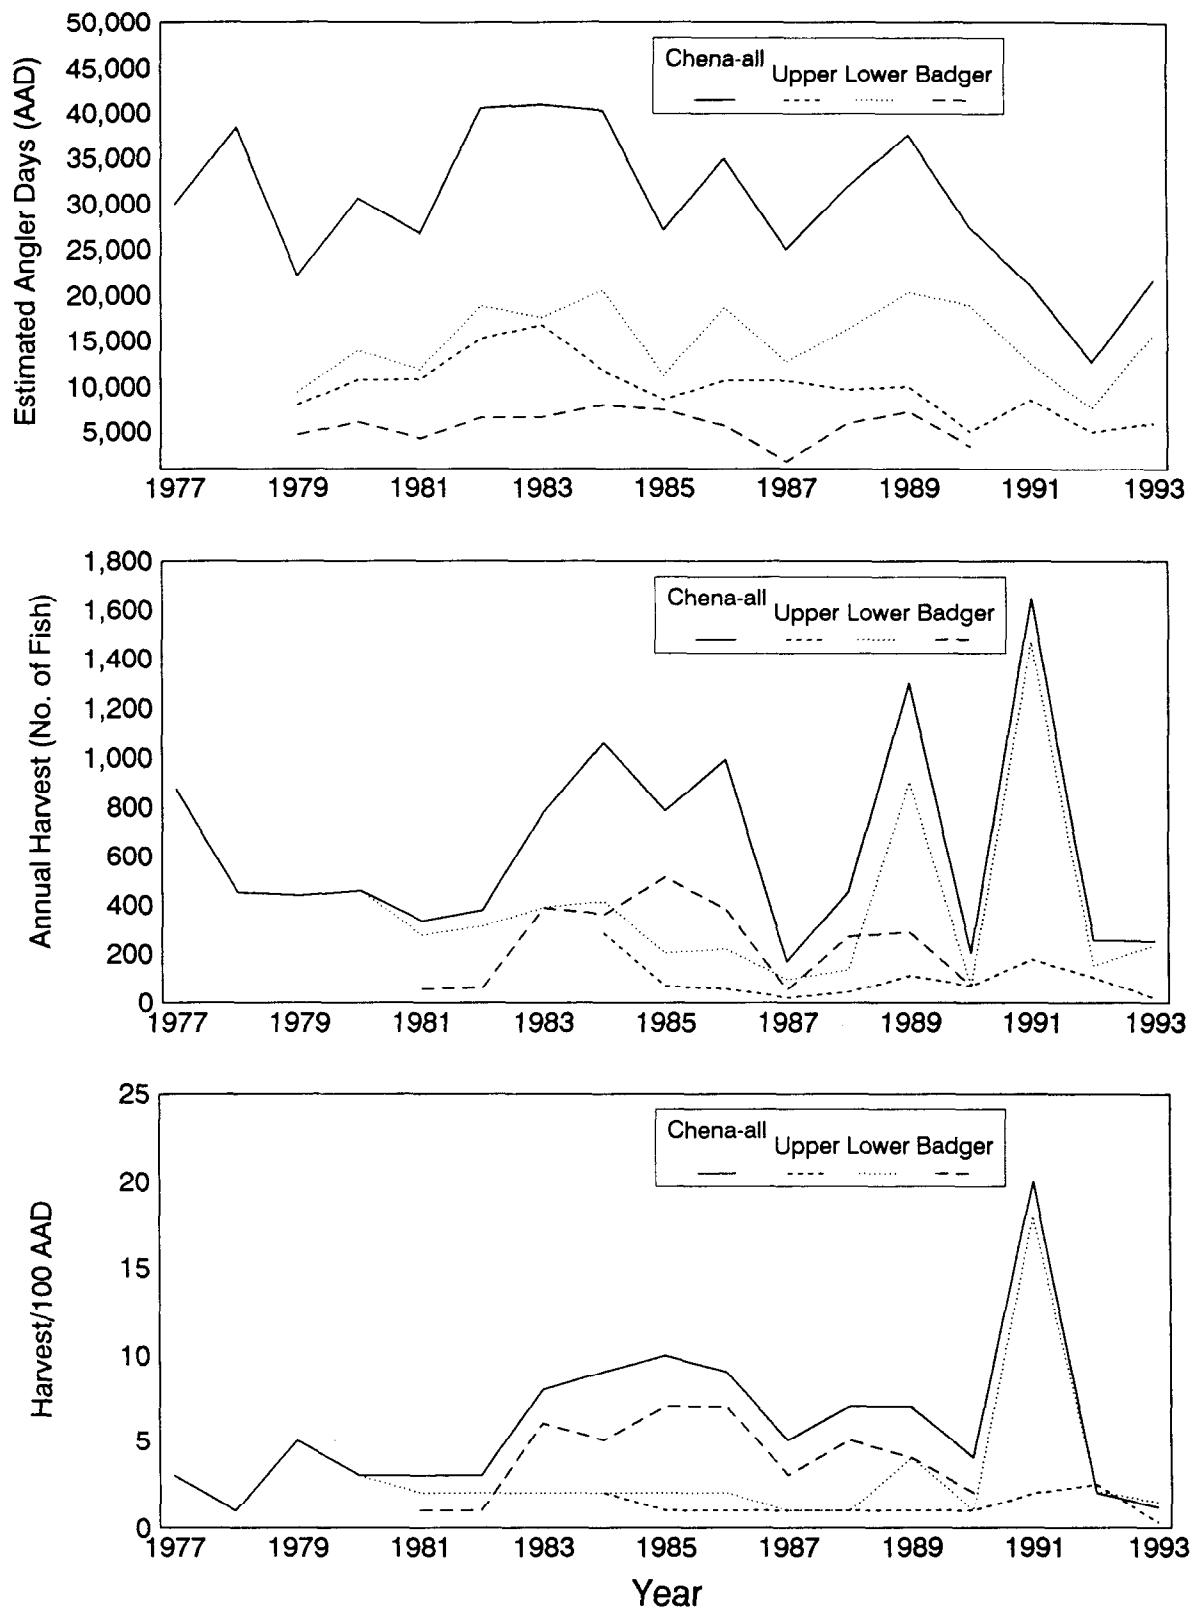 Estimated Angler Days (AAD)
50,000
45,000
40,000
35,000
30,000
25,000
20,000
15,000
10,000
5,000
Chena-all Upper Lower Badger
1977 1979 1981 1983 1985 1987 1989 1991 1993
Annual Harvest (No. of Fish)
1,800
1,600
1,400
1,200
1,000
800
600
400
200
0
Chena-all Upper Lower Badger
1977 1979 1981 1983 1985 1987 1989 1991 1993
Harvest/100 AAD
25
20
15
10
5
0
Chena-all Upper Lower Badger
1977 1979 1981 1983 1985 1987 1989 1991 1993
Year